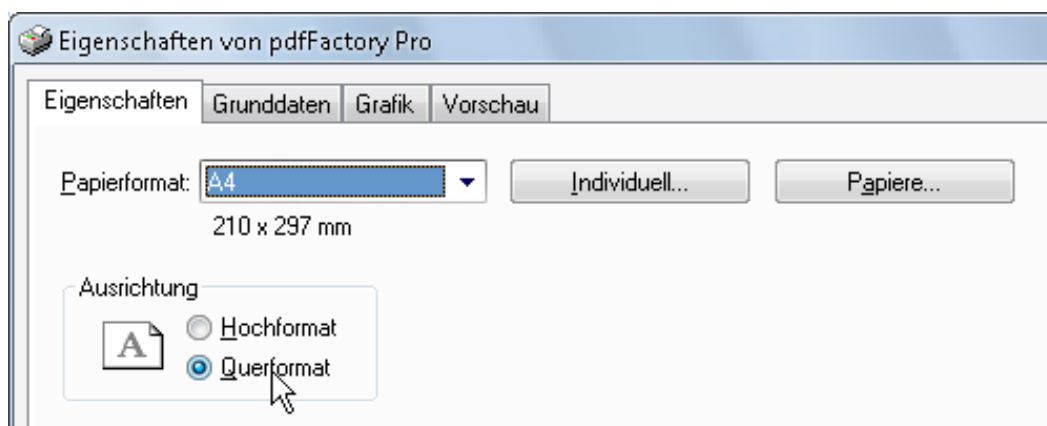 Eigenschaften von pdfFactory Pro
Eigenschaften Grunddaten Grafik Vorschau
Papierformat: A4 Individuell... Papiere...
210 x 297 mm
Ausrichtung
A Hochformat
Querformat